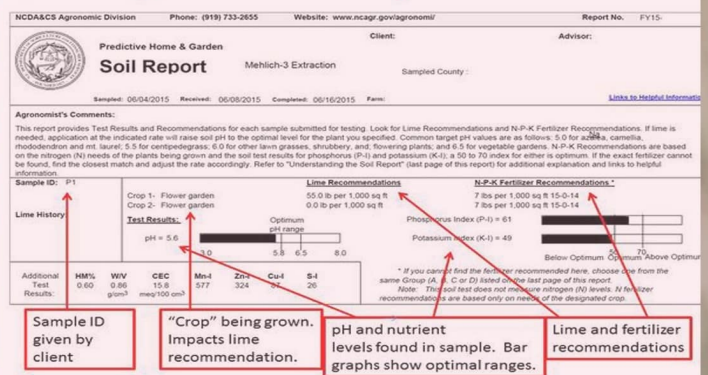 NCDA&CS Agronomic Division Phone: (919) 733-2655 Website: www.ncagr.gov/agronomi/ Report No. FY15-
Predictive Home & Garden
Soil Report Mehlich-3 Extraction
Client: Advisor:
Sampled County :
Sampled: 06/04/2015 Received: 06/08/2015 Completed: 06/16/2015 Farm:
Links to Helpful Informatio
Agronomist's Comments:
This report provides Test Results and Recommendations for each sample submitted for testing. Look for Lime Recommendations and N-P-K Fertilizer Recommendations. If lime is
needed, application at the indicated rate will raise soil pH to the optimal level for the plant you specified. Common target pH values are as follows: 5.0 for azalea, camellia,
rhododendron and mt. laurel; 5.5 for centipedegrass; 6.0 for other lawn grasses, shrubbery, and; flowering plants; and 6.5 for vegetable gardens. N-P-K Recommendations are based
on the nitrogen (N) needs of the plants being grown and the soil test results for phosphorus (P-I) and potassium (K-I); a 50 to 70 index for either is optimum. If the exact fertilizer cannot
be found, find the closest match and adjust the rate accordingly. Refer to "Understanding the Soil Report" (last page of this report) for additional explanation and links to helpful
information.
Sample ID: P1
Lime History:
Lime Recommendations N-P-K Fertilizer Recommendations *
Crop 1- Flower garden 55.0 lb per 1,000 sq ft 7 lbs per 1,000 sq ft 15-0-14
Crop 2- Flower garden 0.0 lb per 1,000 sq ft 7 lbs per 1,000 sq ft 15-0-14
Test Results: Optimum pH range
pH = 5.6
3.0 5.8 6.5 8.0
Phosphorus Index (P-I) = 61
Potassium Index (K-I) = 49
50 70
Below Optimum Optimum Above Optimum
Additional Test Results:
HM% W/V CEC Mn-I Zn-I Cu-I S-I
0.60 0.86 15.8 577 324 26
g/cm3 meq/100 cm3
* If you cannot find the fertilizer recommended here, choose one from the
same Group (A, B, C or D) listed on the last page of this report.
Note: This soil test does not measure nitrogen (N) levels. N fertilizer
recommendations are based only on needs of the designated crop.
Sample ID
given by
client
"Crop" being grown.
Impacts lime
recommendation.
pH and nutrient
levels found in sample. Bar
graphs show optimal ranges.
Lime and fertilizer
recommendations